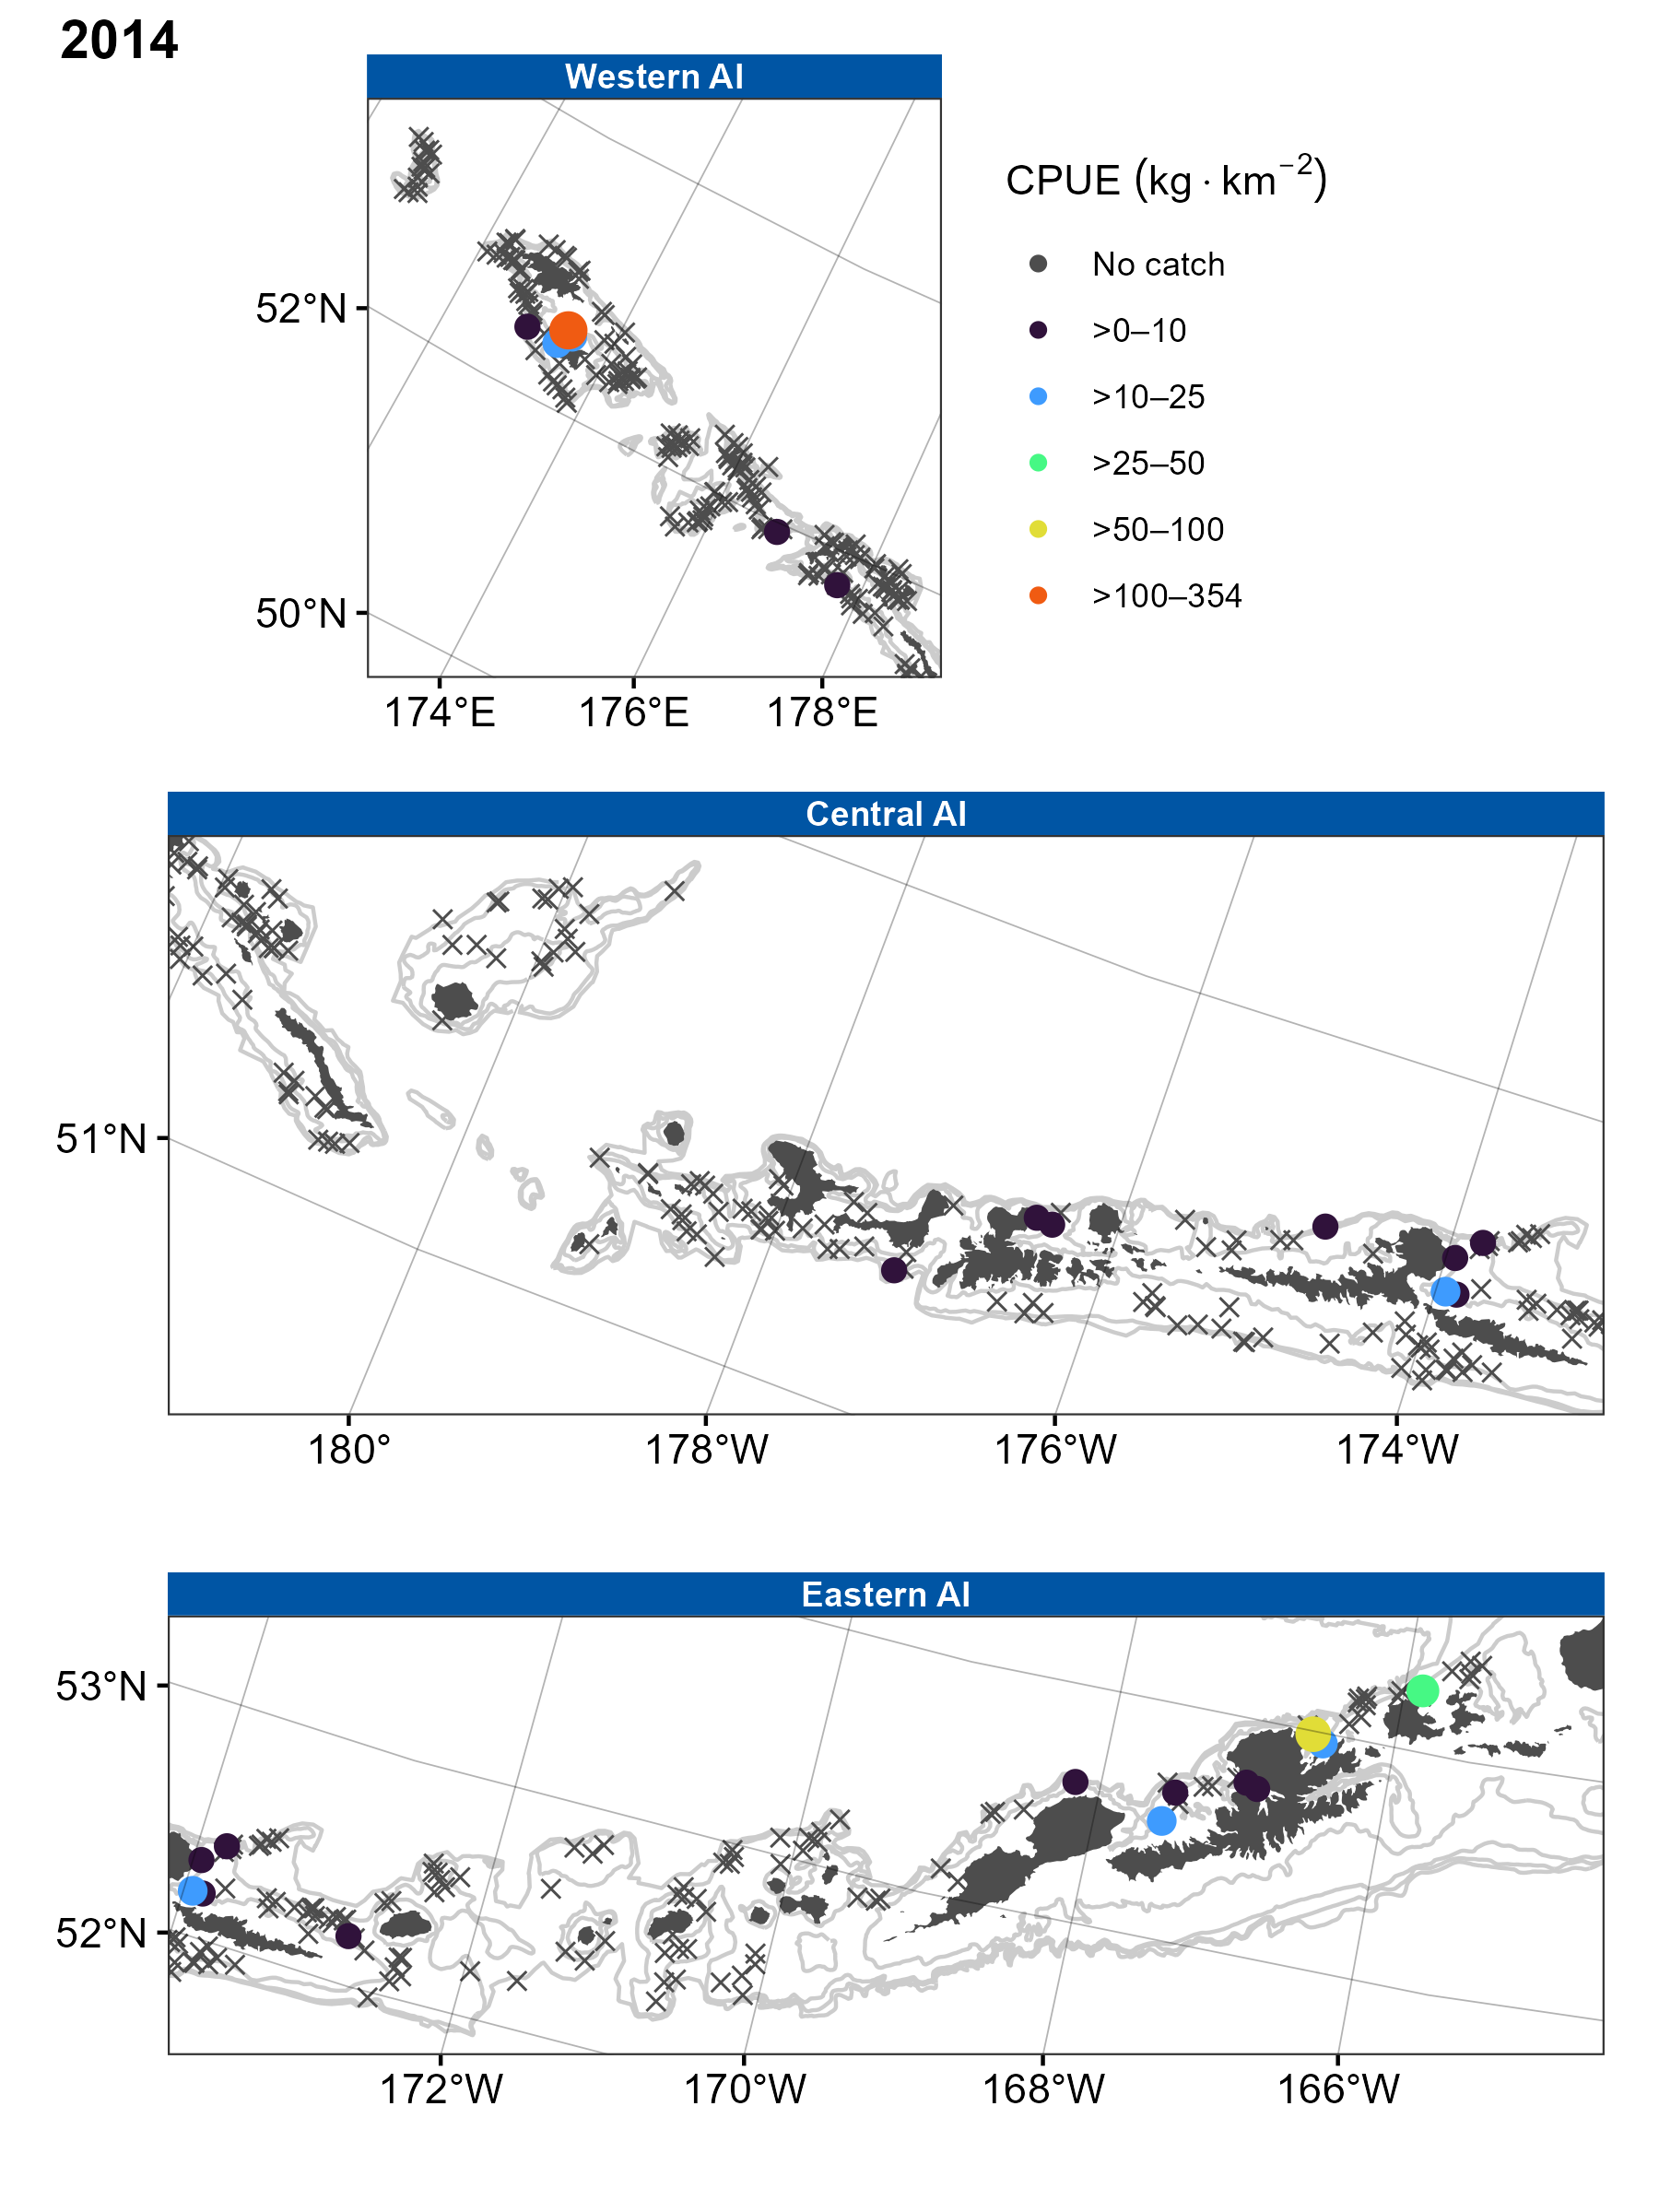 2014
Western AI
CPUE (kg · km⁻²)
No catch
>0–10
>10–25
>25–50
>50–100
>100–354
52°N
50°N
174°E 176°E 178°E
Central AI
51°N
180° 178°W 176°W 174°W
Eastern AI
53°N
52°N
172°W 170°W 168°W 166°W